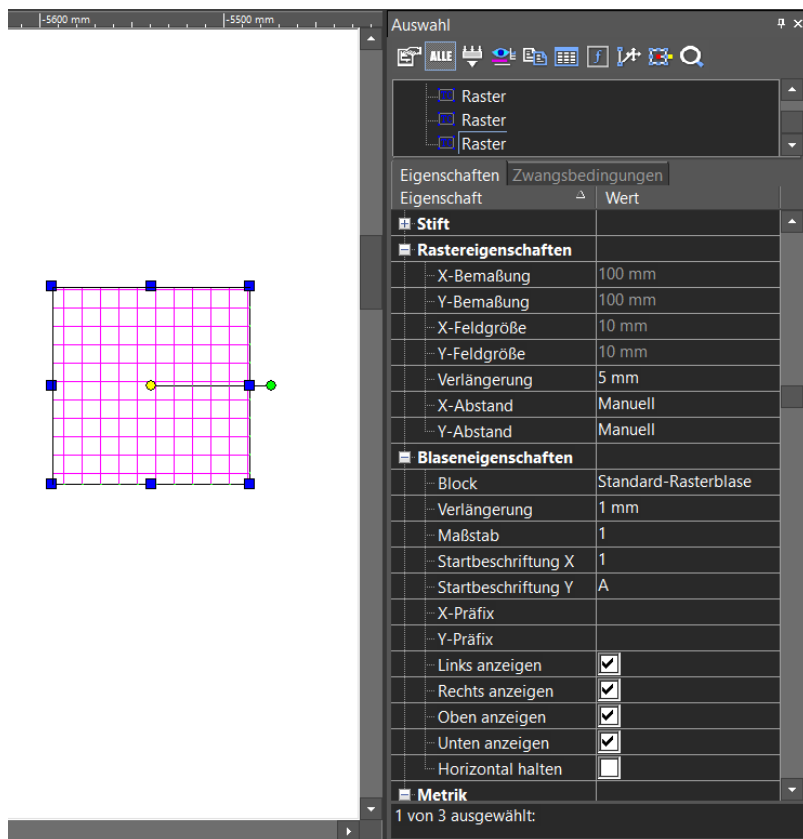 -5600 mm -5500 mm
Auswahl
ALLE
Raster
Raster
Raster
Eigenschaften Zwangsbedingungen
Eigenschaft Wert
Stift
Rastereigenschaften
X-Bemaßung 100 mm
Y-Bemaßung 100 mm
X-Feldgröße 10 mm
Y-Feldgröße 10 mm
Verlängerung 5 mm
X-Abstand Manuell
Y-Abstand Manuell
Blaseneigenschaften
Block Standard-Rasterblase
Verlängerung 1 mm
Maßstab 1
Startbeschriftung X 1
Startbeschriftung Y A
X-Präfix
Y-Präfix
Links anzeigen
Rechts anzeigen
Oben anzeigen
Unten anzeigen
Horizontal halten
Metrik
1 von 3 ausgewählt: